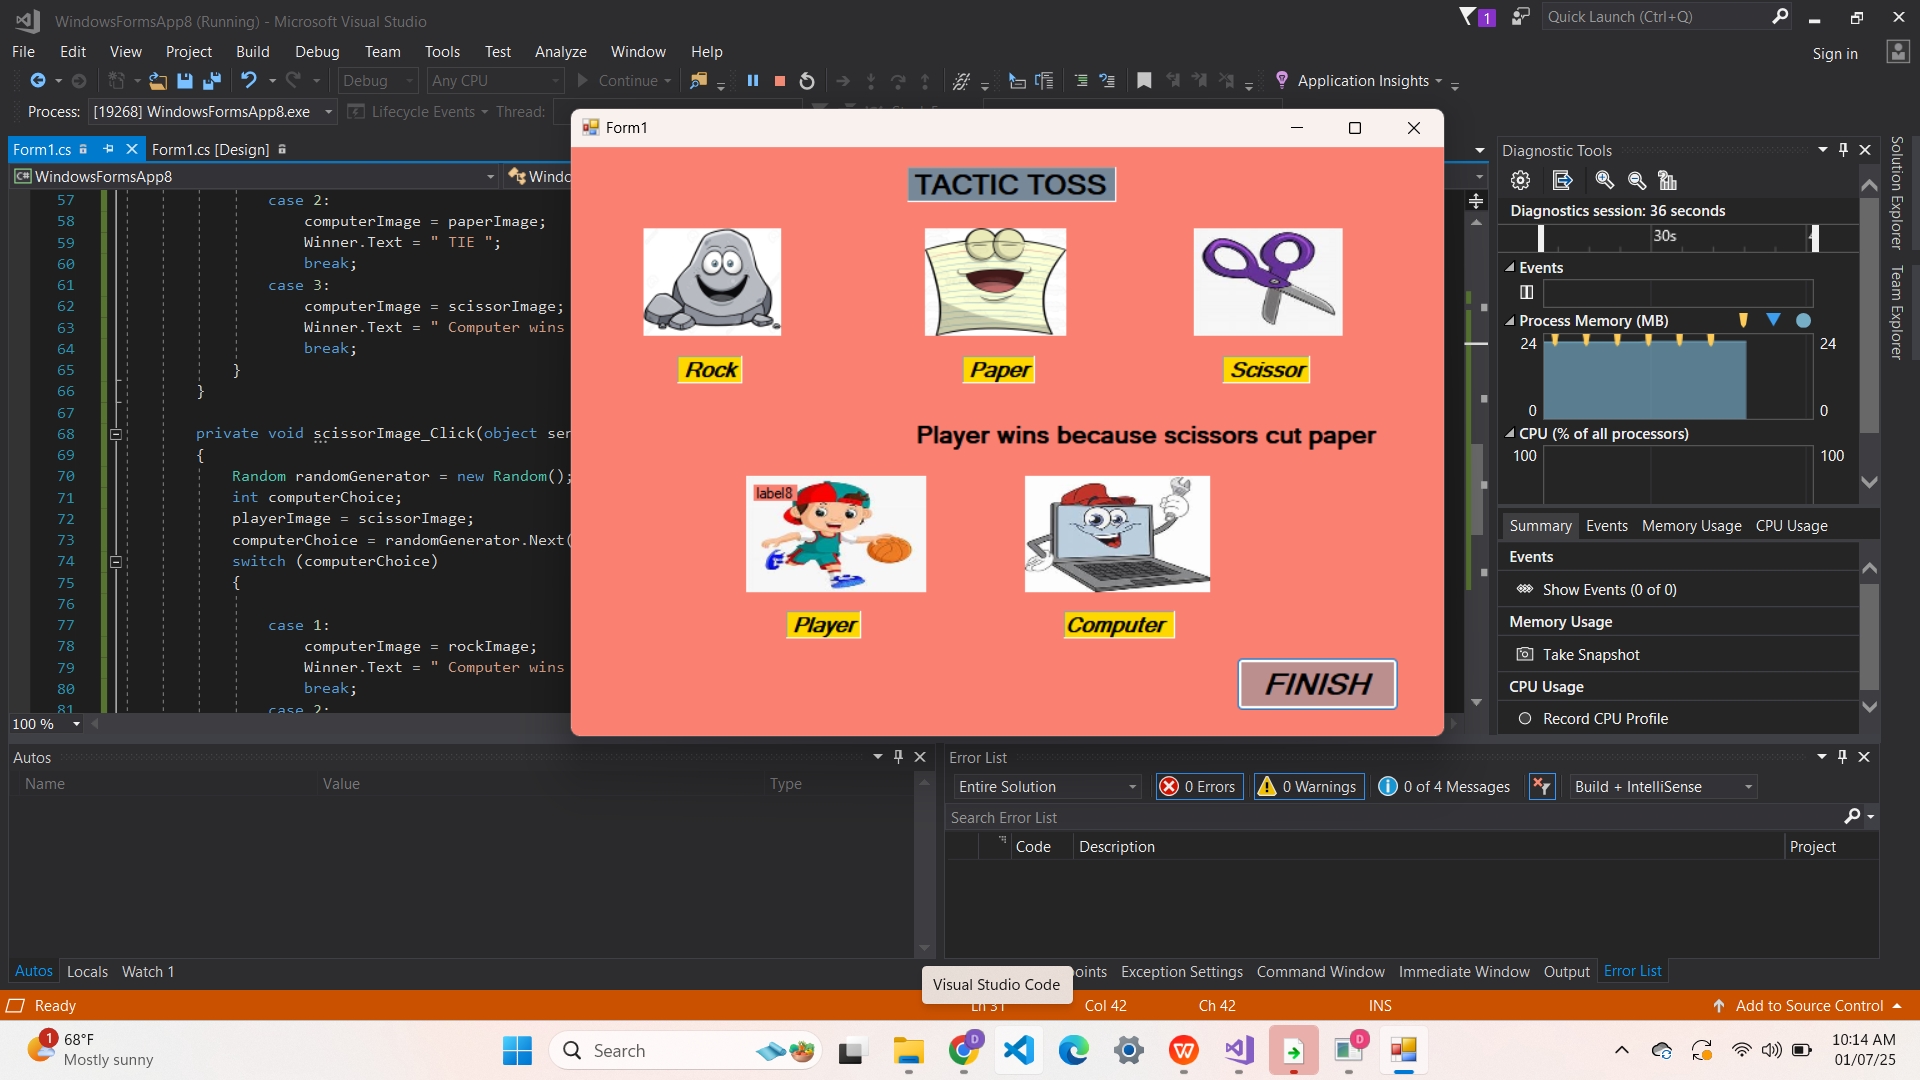 WindowsFormsApp8 (Running) - Microsoft Visual Studio
1
Quick Launch (Ctrl+Q)
File Edit View Project Build Debug Team Tools Test Analyze Window Help
Sign in
Debug Any CPU Continue Application Insights
Process: [19268] WindowsFormsApp8.exe Lifecycle Events Thread:
Form1.cs Form1.cs [Design]
C# WindowsFormsApp8 Windo
57 case 2:
58 computerImage = paperImage;
59 Winner.Text = " TIE ";
60 break;
61 case 3:
62 computerImage = scissorImage;
63 Winner.Text = " Computer wins
64 break;
65 }
66 }
67
68 private void scissorImage_Click(object ser
69 {
70 Random randomGenerator = new Random();
71 int computerChoice;
72 playerImage = scissorImage;
73 computerChoice = randomGenerator.Next(
74 switch (computerChoice)
75 {
76
77 case 1:
78 computerImage = rockImage;
79 Winner.Text = " Computer wins
80 break;
81 case 2:
100 %
Form1
TACTIC TOSS
Rock Paper Scissor
Player wins because scissors cut paper
label8
Player Computer
FINISH
Diagnostic Tools
Diagnostics session: 36 seconds
30s
Events
Process Memory (MB)
24 24
0 0
CPU (% of all processors)
100 100
Summary Events Memory Usage CPU Usage
Events
Show Events (0 of 0)
Memory Usage
Take Snapshot
CPU Usage
Record CPU Profile
Solution Explorer
Team Explorer
Autos
Name Value Type
Autos Locals Watch 1
Error List
Entire Solution 0 Errors 0 Warnings 0 of 4 Messages Build + IntelliSense
Search Error List
Code Description Project
oints Exception Settings Command Window Immediate Window Output Error List
Visual Studio Code
Ready Ln 31 Col 42 Ch 42 INS Add to Source Control
1 68°F
Mostly sunny
Search
D
D
10:14 AM
01/07/25